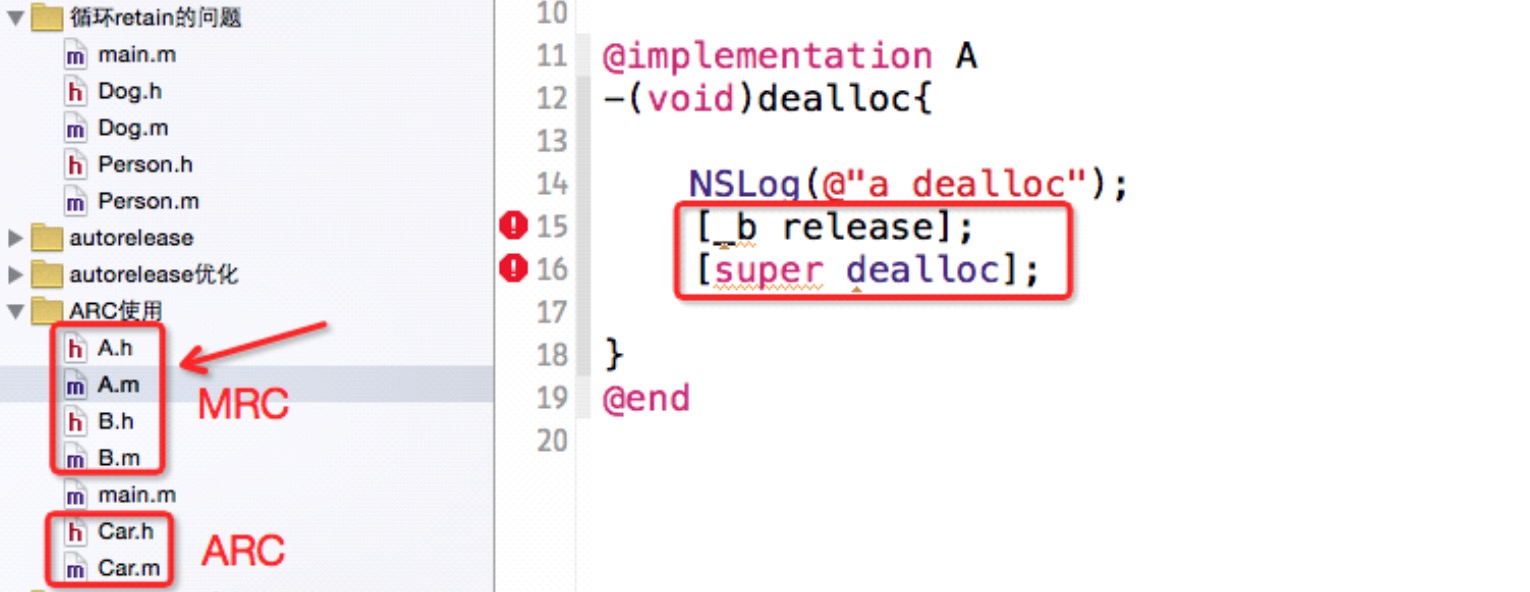 循环retain的问题
main.m
Dog.h
Dog.m
Person.h
Person.m
autorelease
autorelease优化
ARC使用
A.h
A.m
B.h
B.m
main.m
Car.h
Car.m
MRC
ARC
10
11 @implementation A
12 -(void)dealloc{
13
14 NSLog(@"a dealloc");
15 [_b release];
16 [super dealloc];
17
18 }
19 @end
20